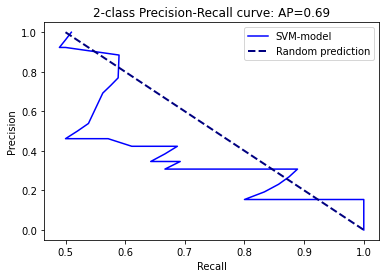 2-class Precision-Recall curve: AP=0.69
SVM-model
Random prediction
Precision
1.0
0.8
0.6
0.4
0.2
0.0
0.5
0.6
0.7
0.8
0.9
1.0
Recall